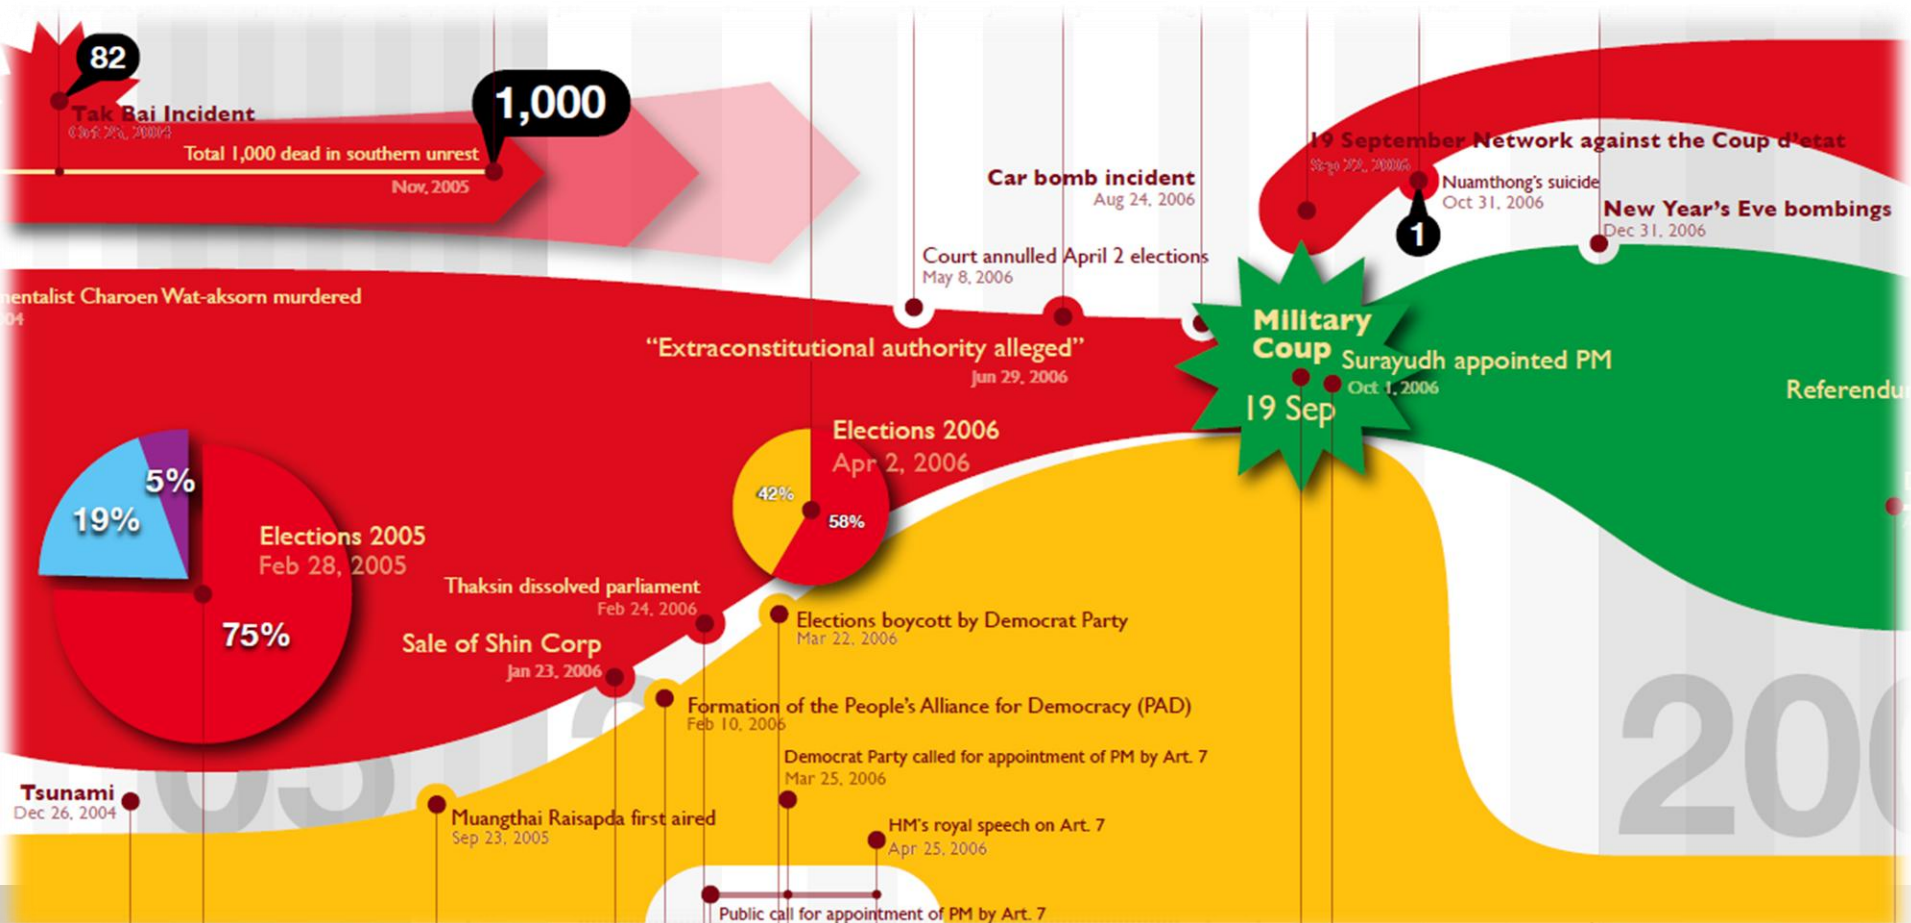 82
Tak Bai Incident
1,000
Total 1,000 dead in southern unrest
Nov, 2005
Car bomb incident
Aug 24, 2006
19 September Network against the Coup d'etat
Sep 22, 2006
Nuamthong's suicide
Oct 31, 2006
1
New Year's Eve bombings
Dec 31, 2006
Court annulled April 2 elections
May 8, 2006
mentalist Charoen Wat-aksorn murdered
04
"Extraconstitutional authority alleged"
Jun 29, 2006
Military
Coup
19 Sep
Surayudh appointed PM
Oct 1, 2006
Referendu
5%
19%
75%
Elections 2005
Feb 28, 2005
42%
58%
Elections 2006
Apr 2, 2006
Thaksin dissolved parliament
Feb 24, 2006
Sale of Shin Corp
Jan 23, 2006
Elections boycott by Democrat Party
Mar 22, 2006
Formation of the People's Alliance for Democracy (PAD)
Feb 10, 2006
Democrat Party called for appointment of PM by Art. 7
Mar 25, 2006
Tsunami
Dec 26, 2004
Muangthai Raisapda first aired
Sep 23, 2005
HM's royal speech on Art. 7
Apr 25, 2006
Public call for appointment of PM by Art. 7
05
200